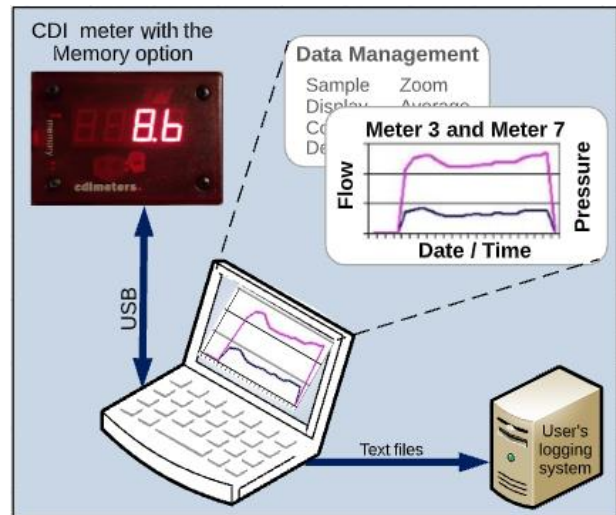 CDI meter with the
Memory option
8.6
memory
cdimeters
Data Management
Sample Zoom
Display Average
Meter 3 and Meter 7
Flow
Pressure
Date / Time
USB
Text files
User's
logging
system